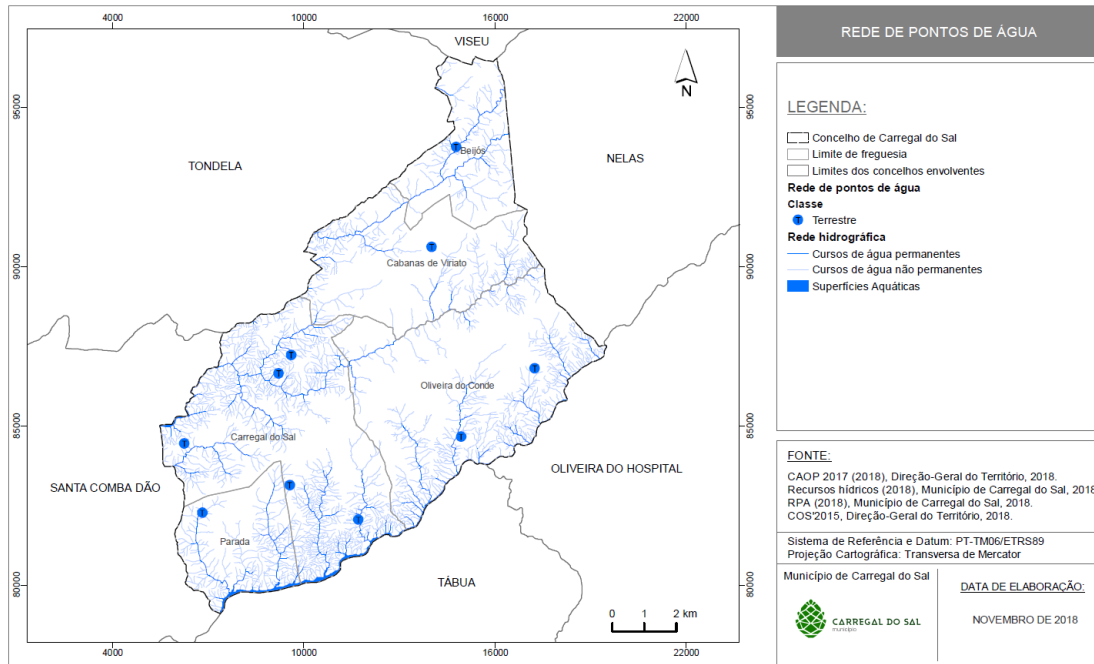 4000
10000
16000
22000
VISEU
N
95000
95000
TONDELA
NELAS
T
Beijós
T
Cabanas de Viriato
90000
90000
T
T
T
Oliveira do Conde
85000
85000
T
Carregal do Sal
T
OLIVEIRA DO HOSPITAL
SANTA COMBA DÃO
T
T
T
Parada
80000
80000
TÁBUA
0 1 2 km
4000
10000
16000
22000
REDE DE PONTOS DE ÁGUA
LEGENDA:
Concelho de Carregal do Sal
Limite de freguesia
Limites dos concelhos envolventes
Rede de pontos de água
Classe
T Terrestre
Rede hidrográfica
Cursos de água permanentes
Cursos de água não permanentes
Superfícies Aquáticas
FONTE:
CAOP 2017 (2018), Direção-Geral do Território, 2018.
Recursos hídricos (2018), Município de Carregal do Sal, 2018
RPA (2018), Município de Carregal do Sal, 2018.
COS'2015, Direção-Geral do Território, 2018.
Sistema de Referência e Datum: PT-TM06/ETRS89
Projeção Cartográfica: Transversa de Mercator
Município de Carregal do Sal
CARREGAL DO SAL
município
DATA DE ELABORAÇÃO:
NOVEMBRO DE 2018